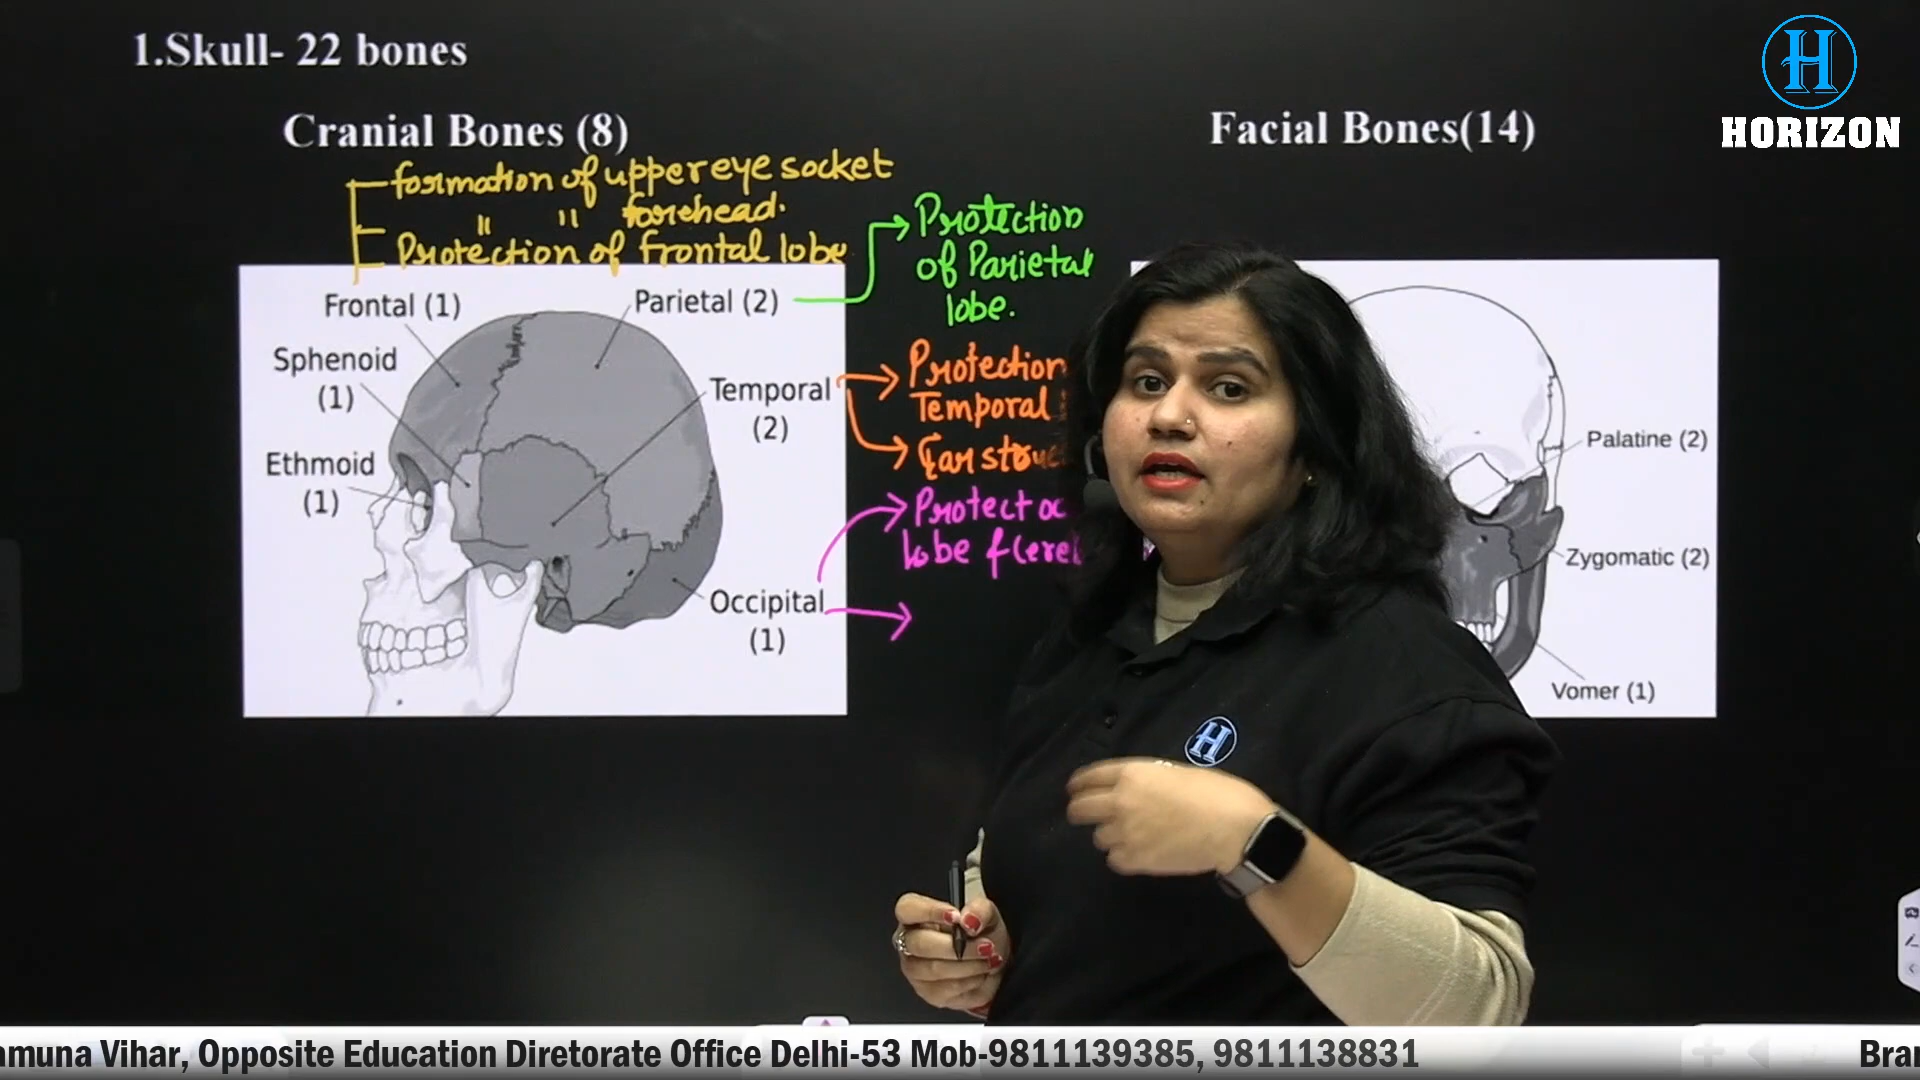 1.Skull- 22 bones
H
HORIZON
Cranial Bones (8)
Facial Bones(14)
formation of upper eye socket
" " forehead.
Protection of frontal lobe
Protection
of Parietal
lobe.
Frontal (1)
Parietal (2)
Sphenoid
(1)
Temporal
(2)
Ethmoid
(1)
Occipital
(1)
Protection
Temporal
Ear struc
Protect oc
lobe
Palatine (2)
Zygomatic (2)
Vomer (1)
H
amuna Vihar, Opposite Education Diretorate Office Delhi-53 Mob-9811139385, 9811138831
Bran